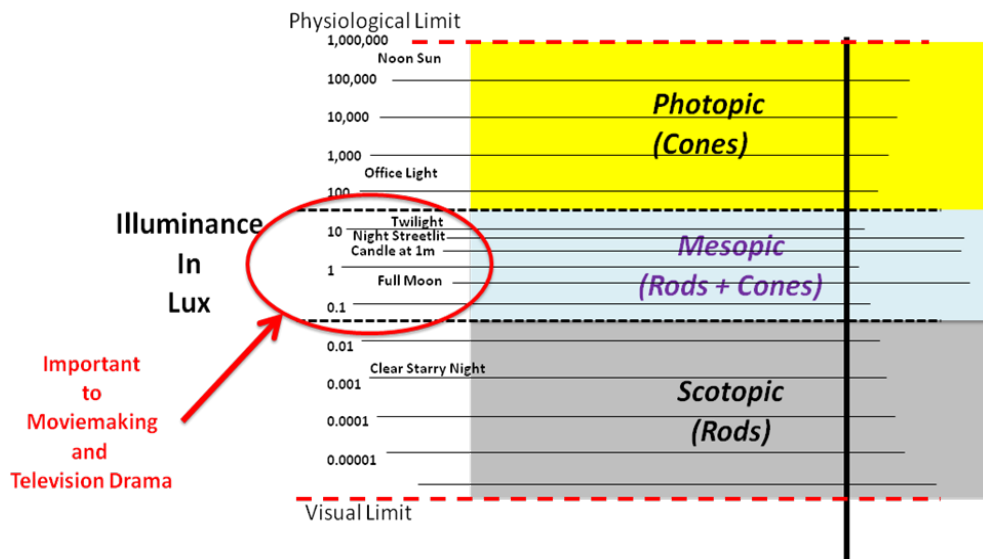 Physiological Limit
1,000,000
Noon Sun
100,000
10,000
1,000
Office Light
100
Photopic
(Cones)
Illuminance
In
Lux
Twilight
10
Night Streetlit
Candle at 1m
1
Full Moon
0.1
Mesopic
(Rods + Cones)
0.01
Clear Starry Night
0.001
0.0001
0.00001
Scotopic
(Rods)
Important
to
Moviemaking
and
Television Drama
Visual Limit